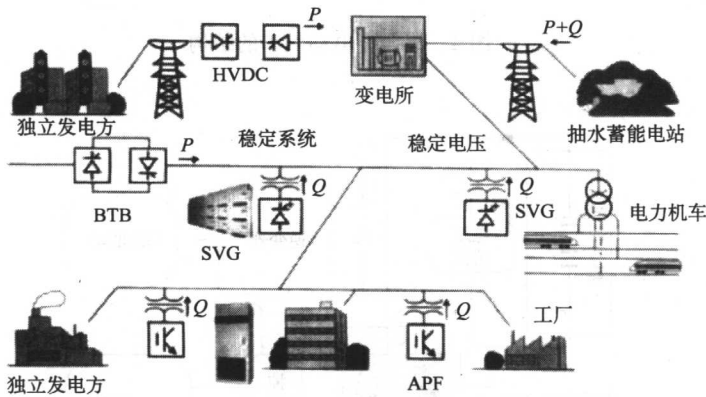 P
P+Q
HVDC
变电所
独立发电方
抽水蓄能电站
稳定系统
稳定电压
P
Q
Q
BTB
SVG
SVG
电力机车
Q
Q
工厂
独立发电方
APF